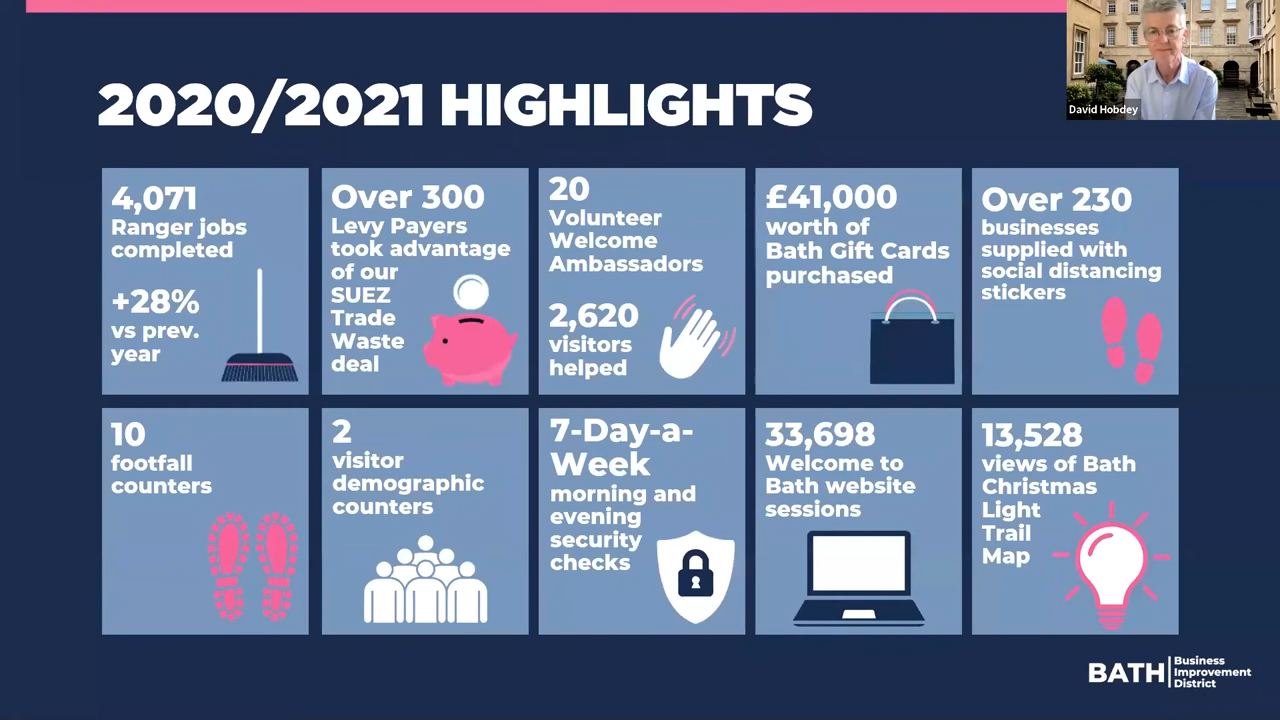 David Hobdey
2020/2021 HIGHLIGHTS
4,071
Ranger jobs
completed
+28%
vs prev.
year
Over 300
Levy Payers
took advantage
of our
SUEZ
Trade
Waste
deal
20
Volunteer
Welcome
Ambassadors
2,620
visitors
helped
£41,000
worth of
Bath Gift Cards
purchased
Over 230
businesses
supplied with
social distancing
stickers
10
footfall
counters
2
visitor
demographic
counters
7-Day-a-
Week
morning and
evening
security
checks
33,698
Welcome to
Bath website
sessions
13,528
views of Bath
Christmas
Light
Trail
Map
BATH
Business
Improvement
District